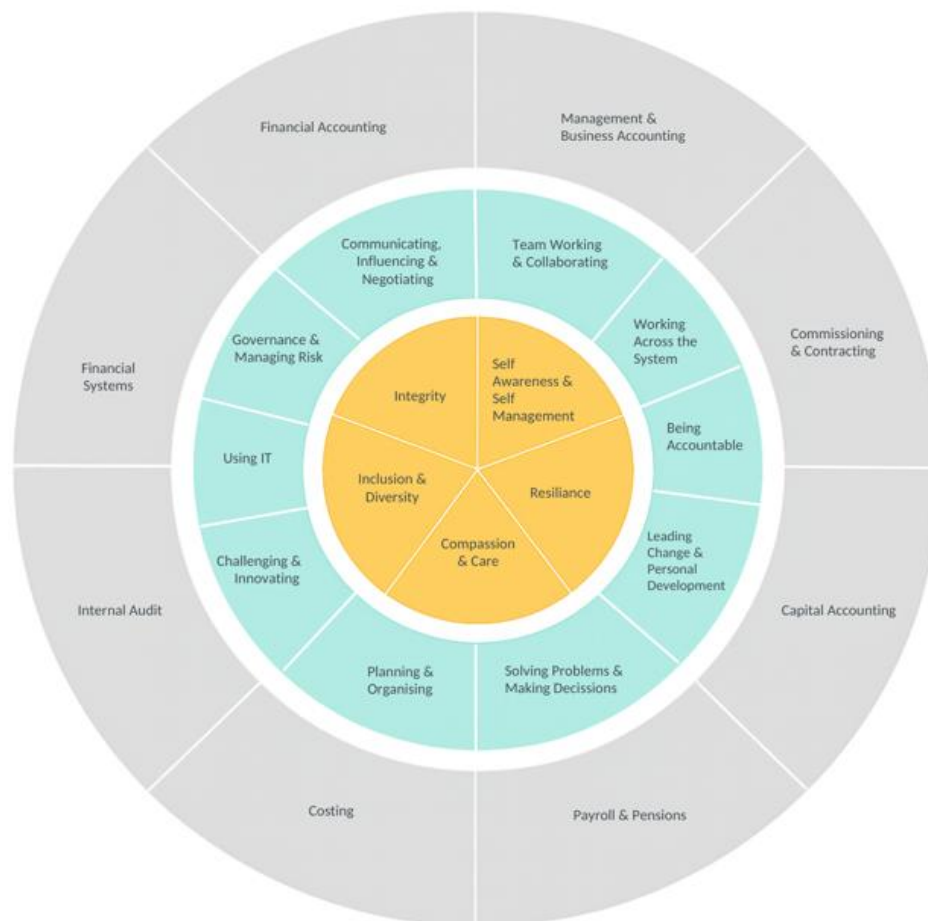 Financial Accounting
Management &
Business Accounting
Commissioning
& Contracting
Capital Accounting
Payroll & Pensions
Costing
Internal Audit
Financial
Systems
Communicating,
Influencing &
Negotiating
Team Working
& Collaborating
Working
Across the
System
Being
Accountable
Leading
Change &
Personal
Development
Solving Problems &
Making Decissions
Planning &
Organising
Challenging &
Innovating
Using IT
Governance &
Managing Risk
Integrity
Self
Awareness &
Self
Management
Resiliance
Compassion
& Care
Inclusion &
Diversity